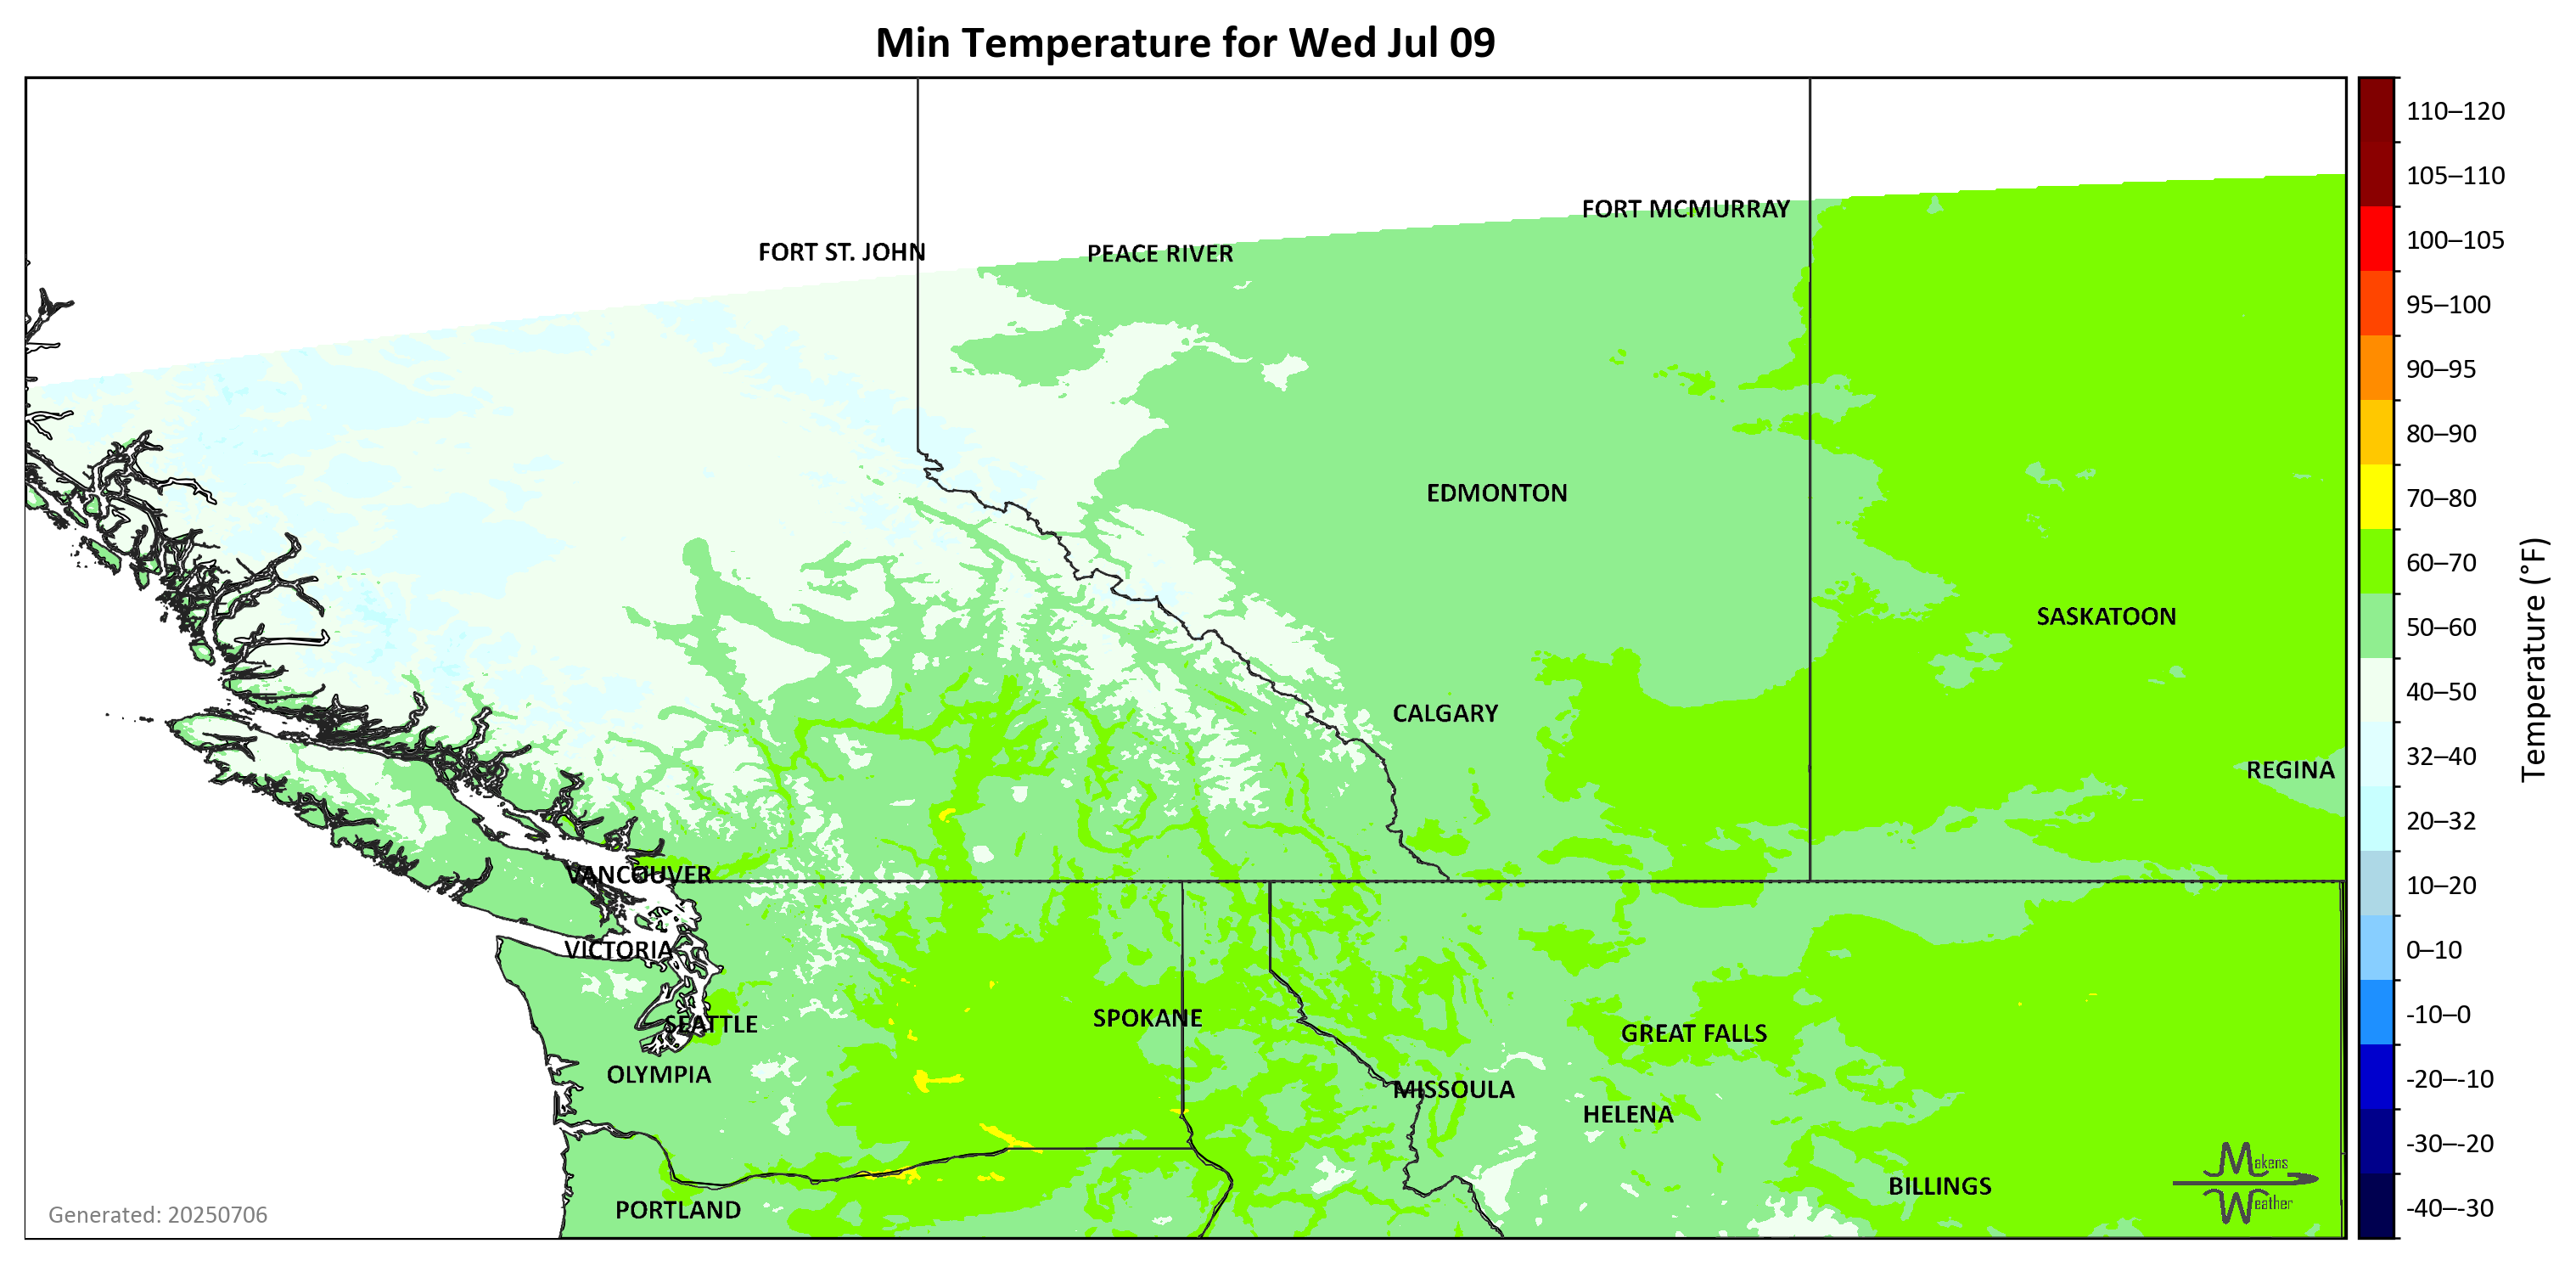 Min Temperature for Wed Jul 09
110–120
105–110
FORT MCMURRAY
100–105
FORT ST. JOHN
PEACE RIVER
95–100
90–95
80–90
EDMONTON
70–80
60–70
SASKATOON
50–60
Temperature (°F)
40–50
CALGARY
32–40
REGINA
20–32
VANCOUVER
10–20
VICTORIA
0–10
SEATTLE
SPOKANE
GREAT FALLS
-10–0
OLYMPIA
MISSOULA
-20–-10
HELENA
-30–-20
Makens
Weather
BILLINGS
PORTLAND
-40–-30
Generated: 20250706